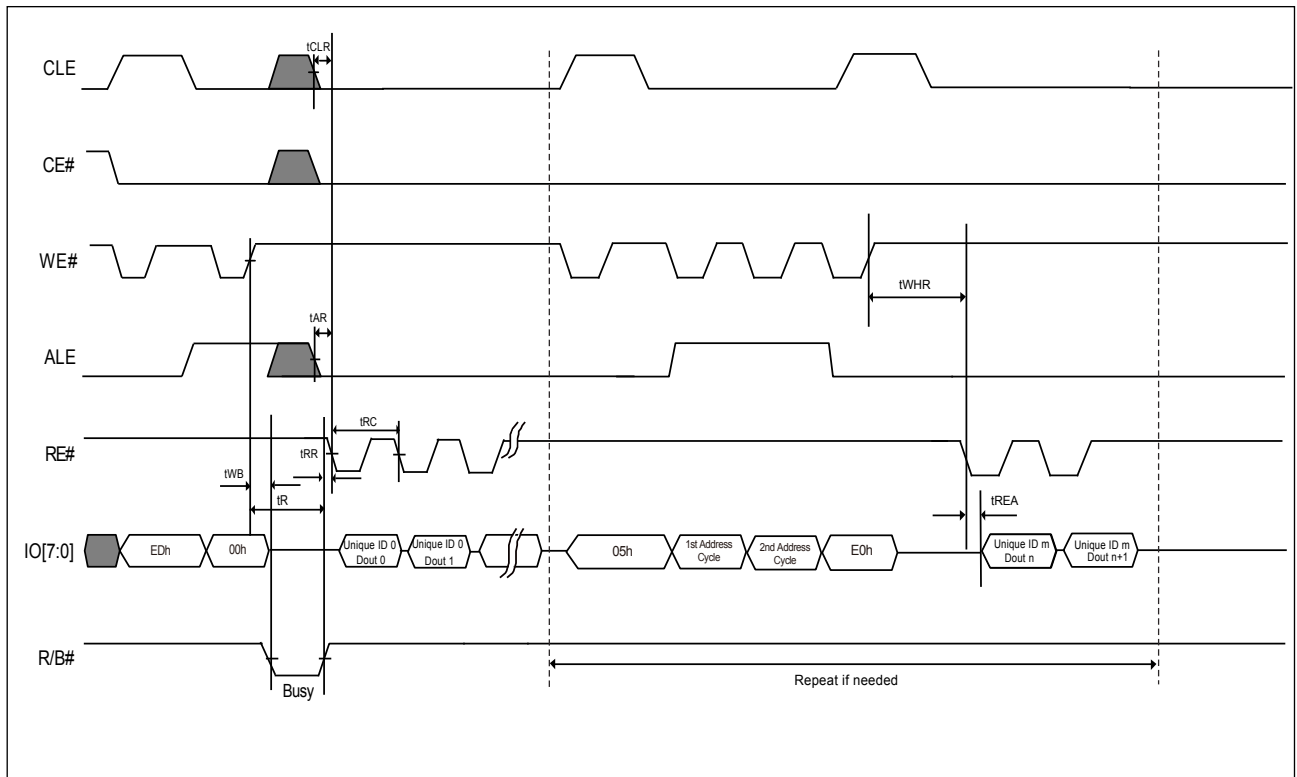 tCLR
CLE
CE#
WE#
tWHR
tAR
ALE
tRC
RE#
tRR
tWB
tR
tREA
IO[7:0]
EDh
00h
Unique ID 0
Dout 0
Unique ID 0
Dout 1
05h
1st Address
Cycle
2nd Address
Cycle
E0h
Unique ID m
Dout n
Unique ID m
Dout n+1
R/B#
Busy
Repeat if needed